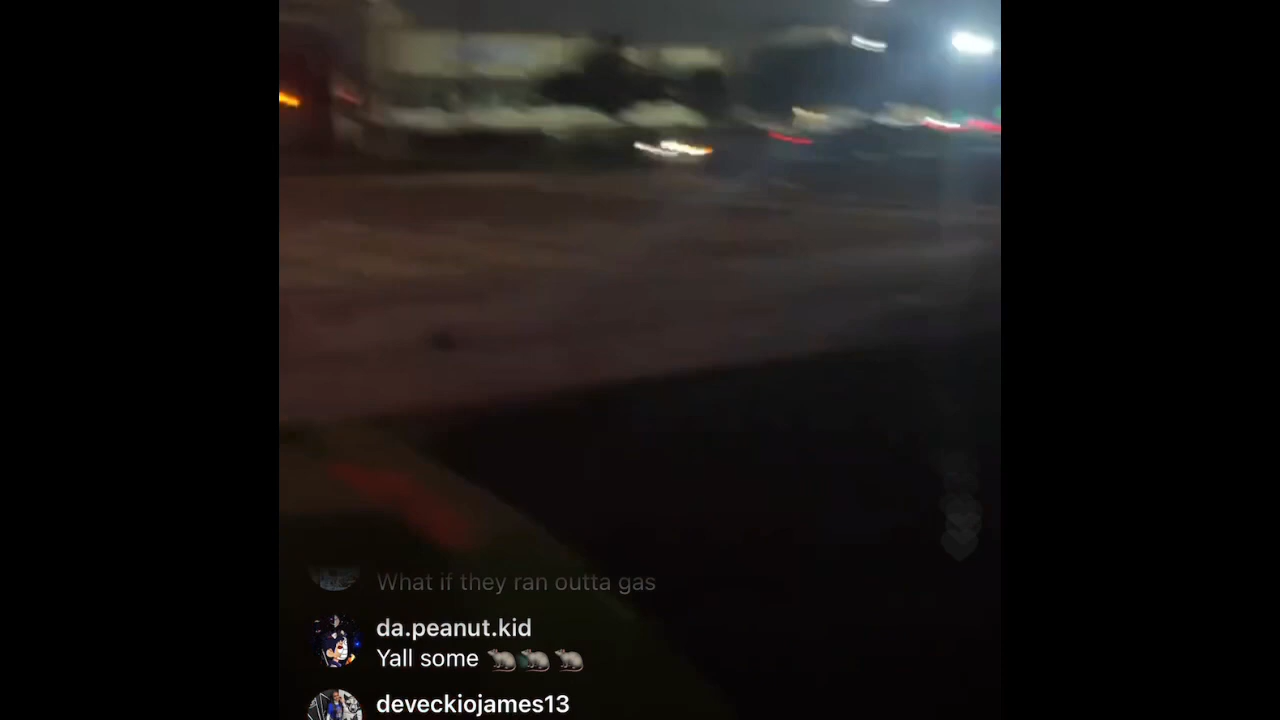 What if they ran outta gas
da.peanut.kid
Yall some 🐀🐀🐀
deveckiojames13